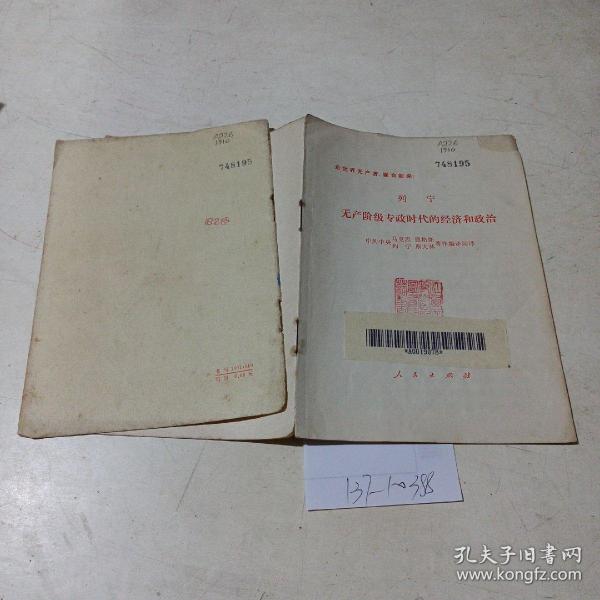 A226
1910
748195
A226
1910
748195
全世界无产者,联合起来!
列 宁
无产阶级专政时代的经济和政治
中共中央 马克思 恩格斯 著作编译局译
列 宁 斯大林
*A0019078*
人 民 出 版 社
137-10388
孔夫子旧书网
www.kongfz.com